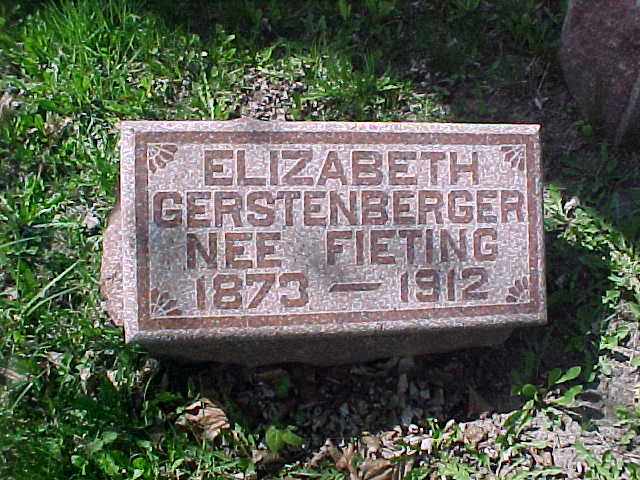 ELIZABETH
GERSTENBERGER
NEE FIETING
1873 — 1912